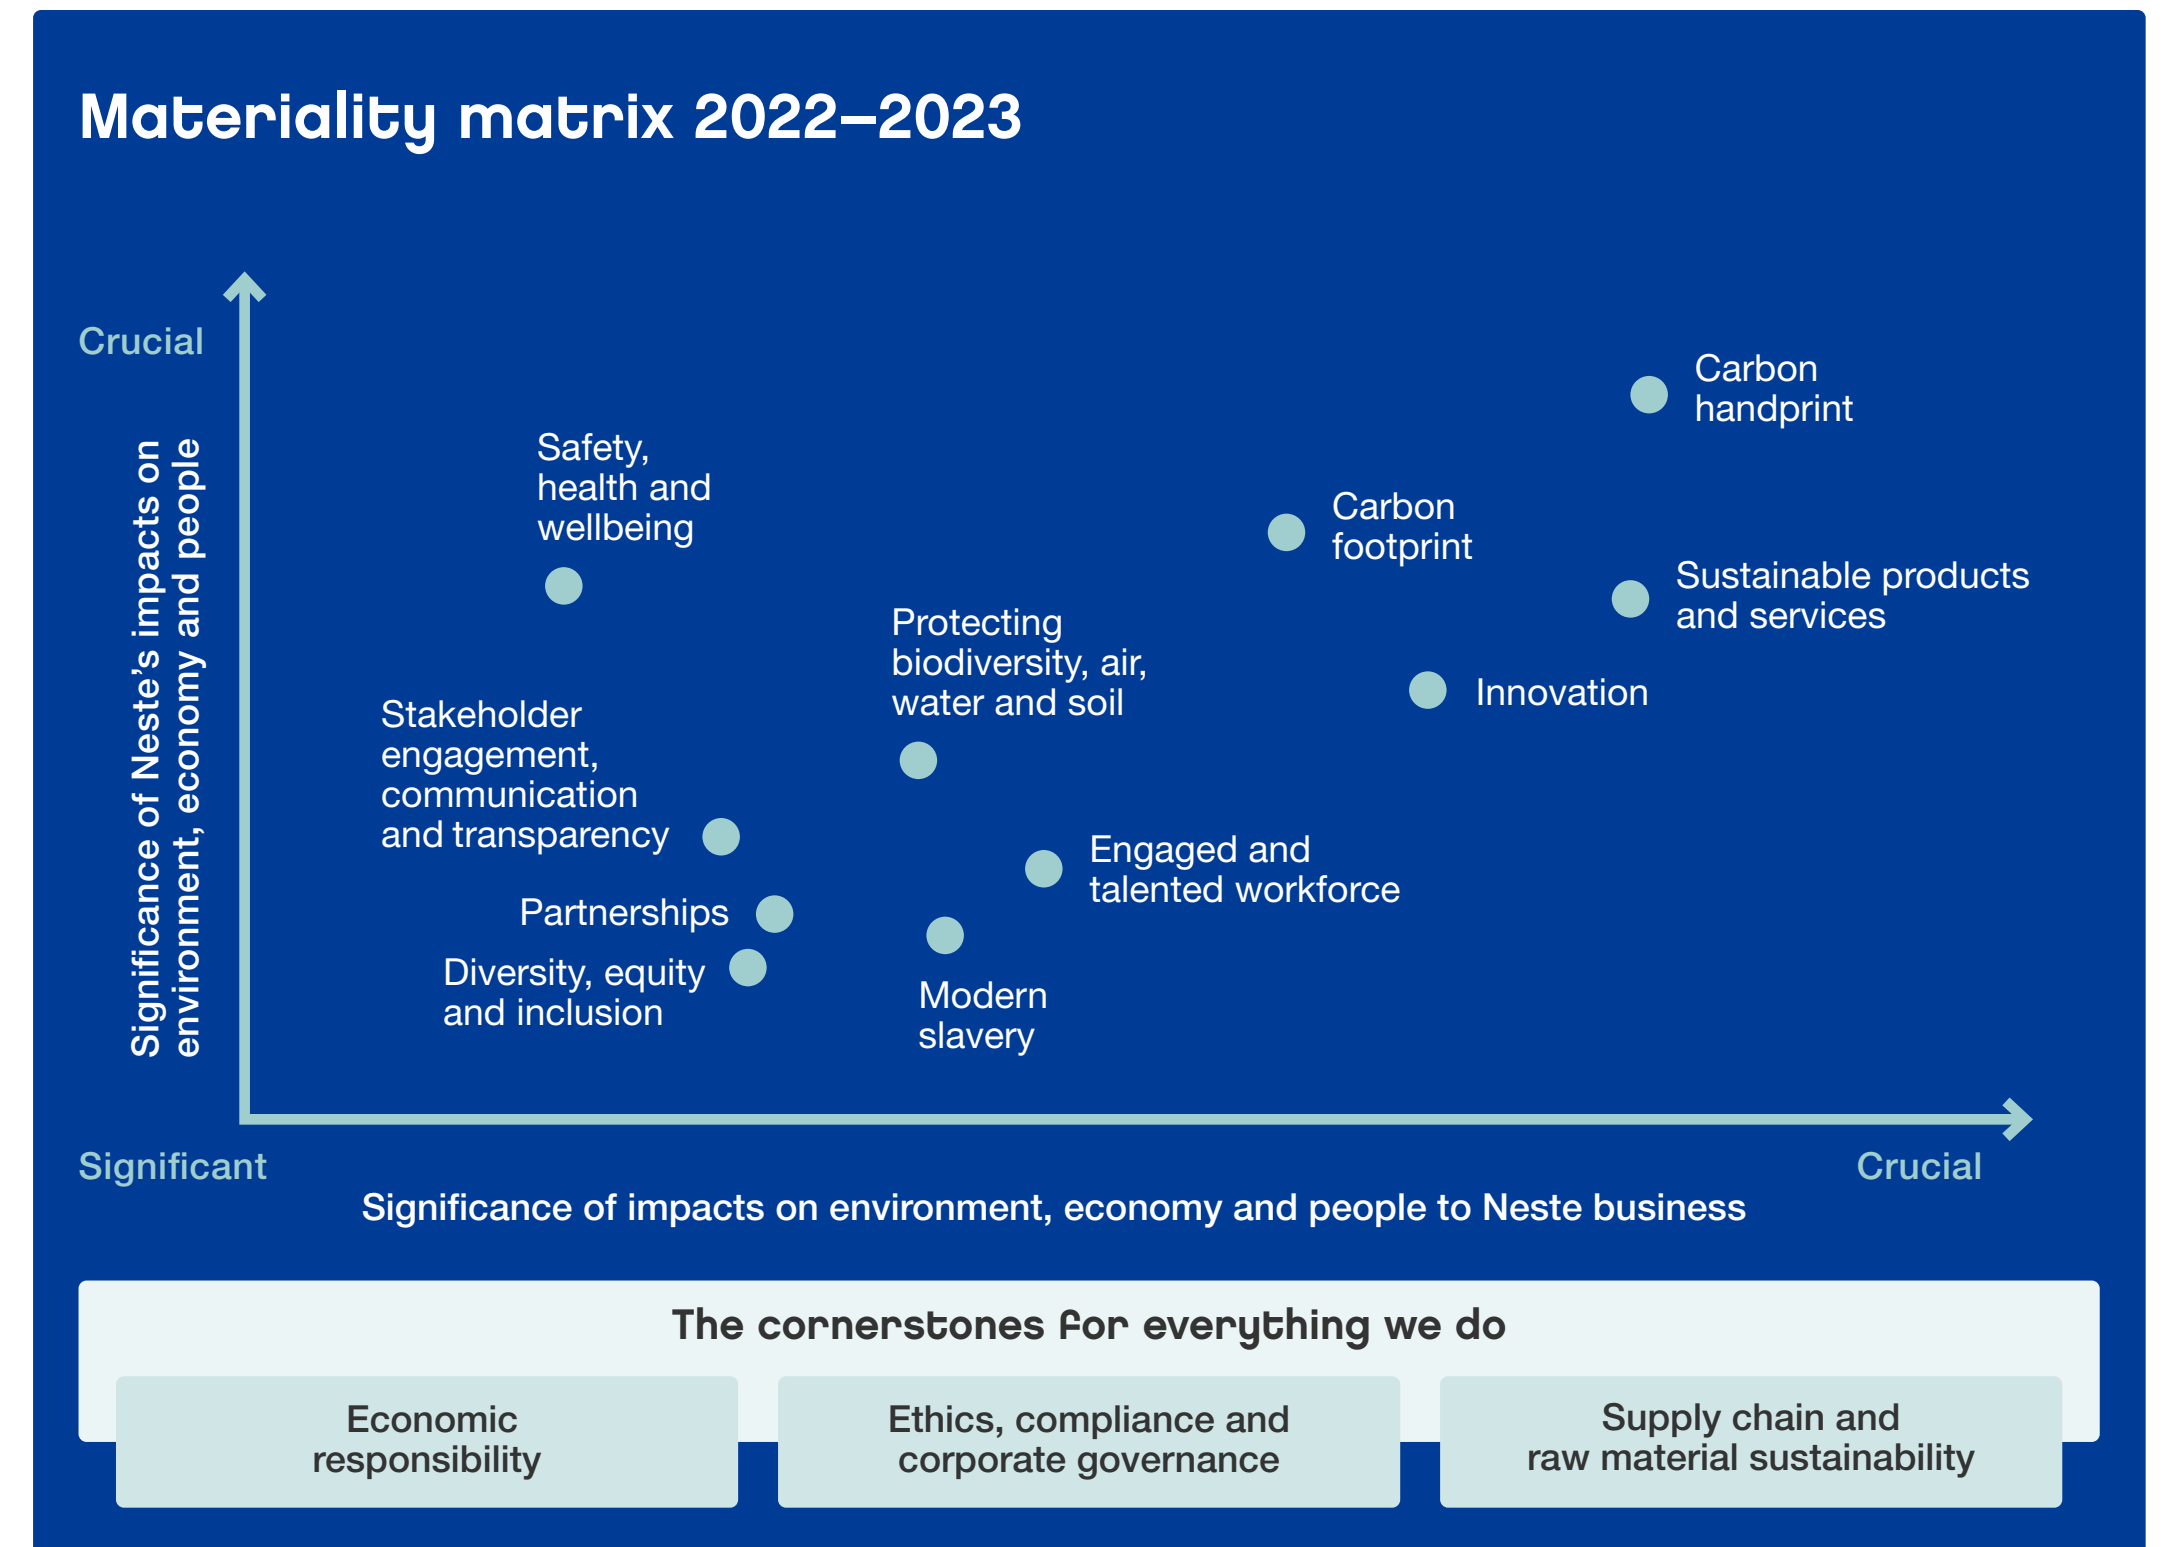 Materiality matrix 2022–2023
Crucial
Significance of Neste's impacts on
environment, economy and people
Carbon
handprint
Safety,
health and
wellbeing
Carbon
footprint
Sustainable products
and services
Protecting
biodiversity, air,
water and soil
Innovation
Stakeholder
engagement,
communication
and transparency
Engaged and
talented workforce
Partnerships
Diversity, equity
and inclusion
Modern
slavery
Significant
Crucial
Significance of impacts on environment, economy and people to Neste business
The cornerstones for everything we do
Economic
responsibility
Ethics, compliance and
corporate governance
Supply chain and
raw material sustainability